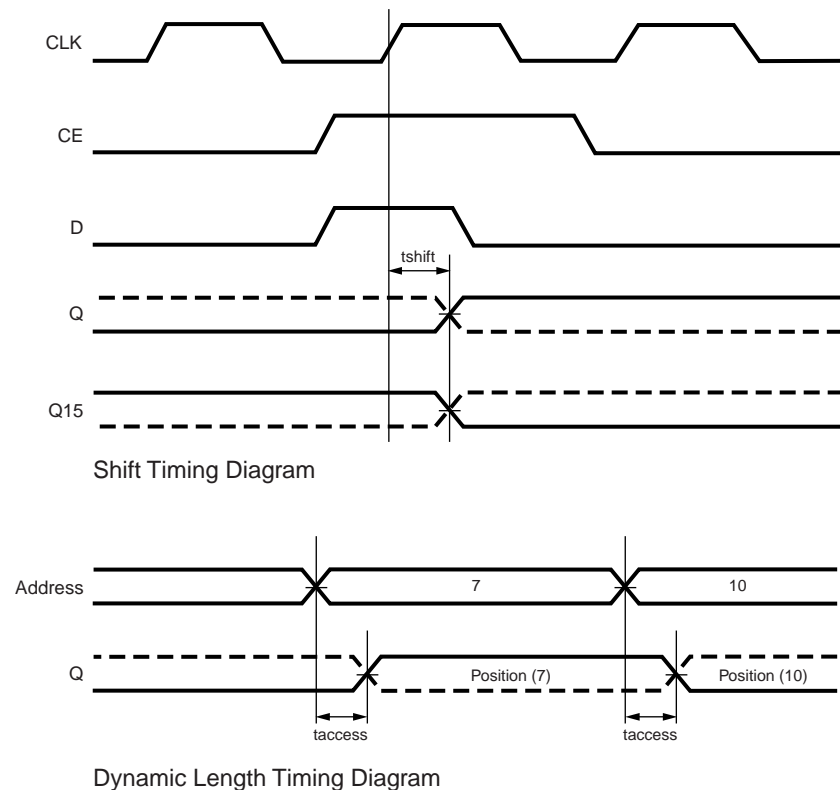 CLK
CE
D
tshift
Q
Q15
Shift Timing Diagram
Address
7
10
Q
Position (7)
Position (10)
taccess
taccess
Dynamic Length Timing Diagram